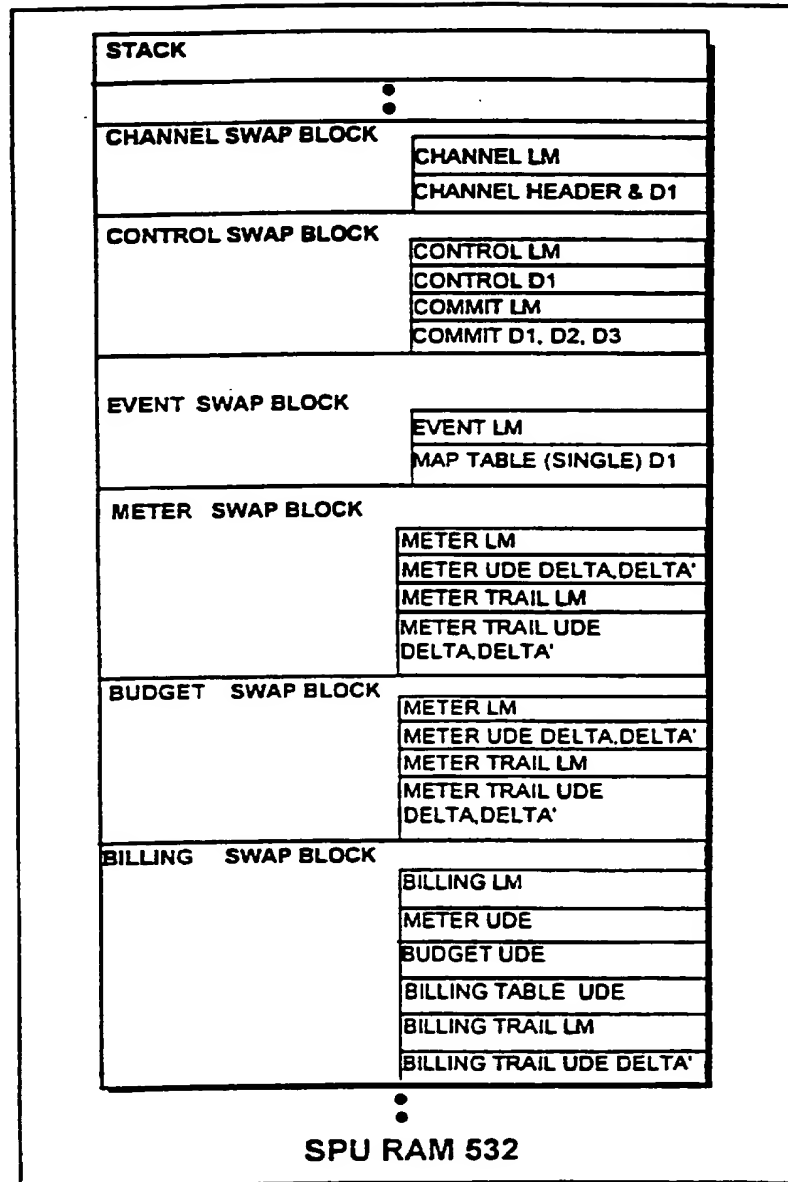 STACK
CHANNEL SWAP BLOCK
CHANNEL LM
CHANNEL HEADER & D1
CONTROL SWAP BLOCK
CONTROL LM
CONTROL D1
COMMIT LM
COMMIT D1, D2, D3
EVENT SWAP BLOCK
EVENT LM
MAP TABLE (SINGLE) D1
METER SWAP BLOCK
METER LM
METER UDE DELTA,DELTA'
METER TRAIL LM
METER TRAIL UDE
DELTA,DELTA'
BUDGET SWAP BLOCK
METER LM
METER UDE DELTA,DELTA'
METER TRAIL LM
METER TRAIL UDE
DELTA,DELTA'
BILLING SWAP BLOCK
BILLING LM
METER UDE
BUDGET UDE
BILLING TABLE UDE
BILLING TRAIL LM
BILLING TRAIL UDE DELTA'
SPU RAM 532